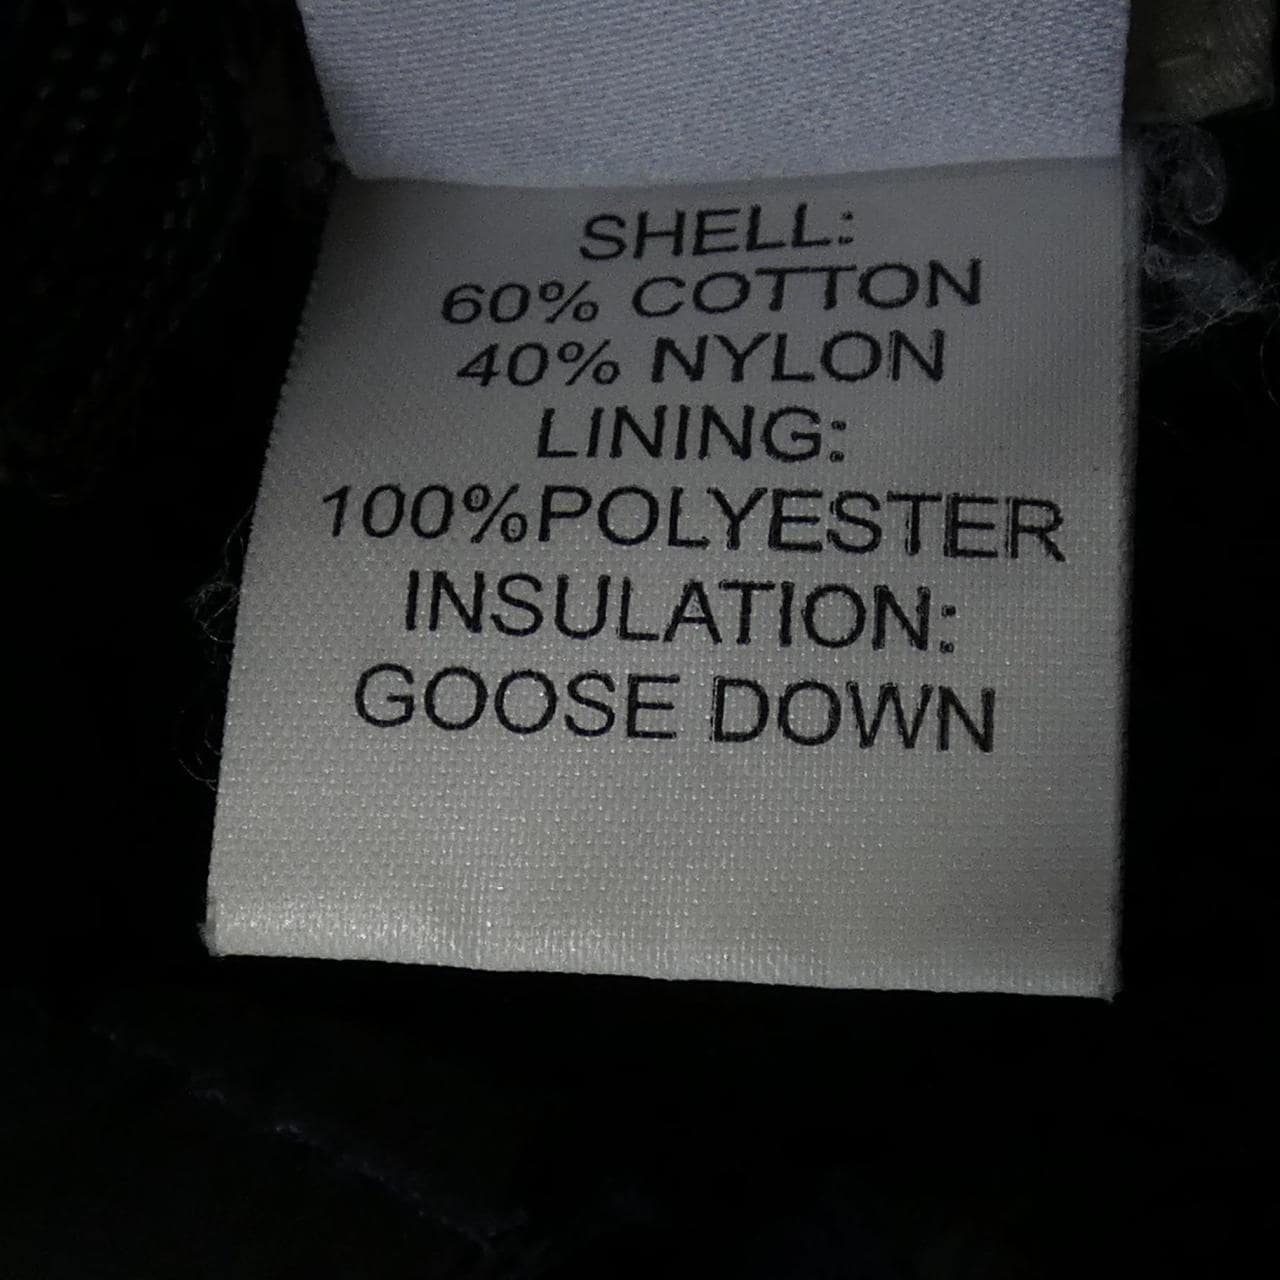 SHELL:
60% COTTON
40% NYLON
LINING:
100%POLYESTER
INSULATION:
GOOSE DOWN